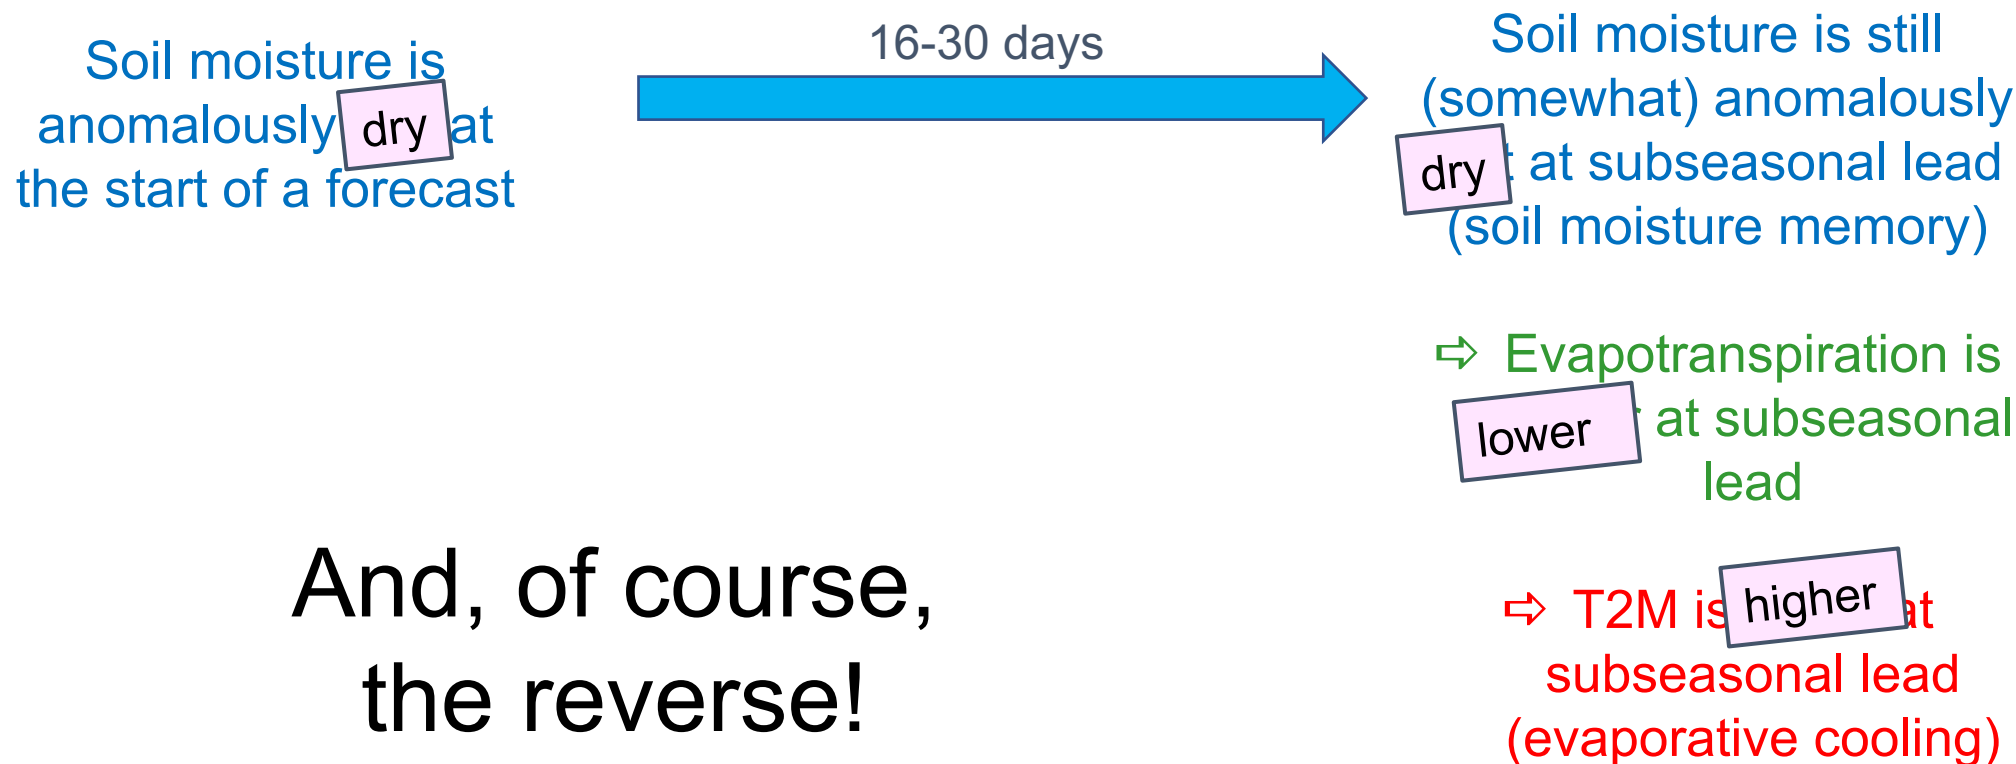 Soil moisture is
anomalously dry at
the start of a forecast
16-30 days
Soil moisture is still
(somewhat) anomalously
dry at subseasonal lead
(soil moisture memory)
⇨ Evapotranspiration is
lower at subseasonal
lead
⇨ T2M is higher at
subseasonal lead
(evaporative cooling)
And, of course,
the reverse!